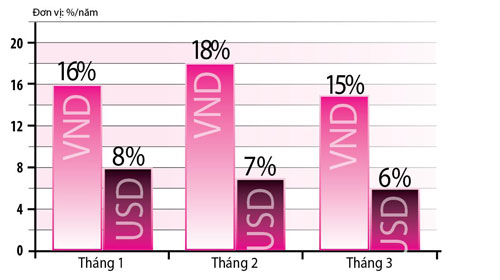 Đơn vị: %/năm
20
16
12
8
4
0
16%
VND
8%
USD
18%
VND
7%
USD
15%
VND
6%
USD
Tháng 1
Tháng 2
Tháng 3